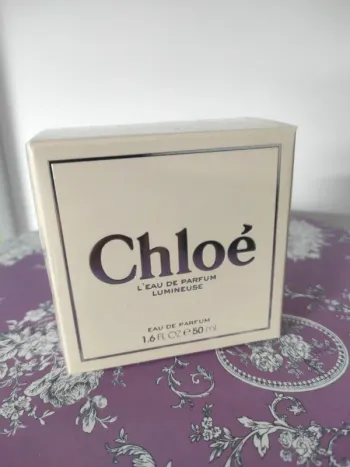 Chloé
L'EAU DE PARFUM
LUMINEUSE
EAU DE PARFUM
1.6 FL OZ ℮ 50 ml